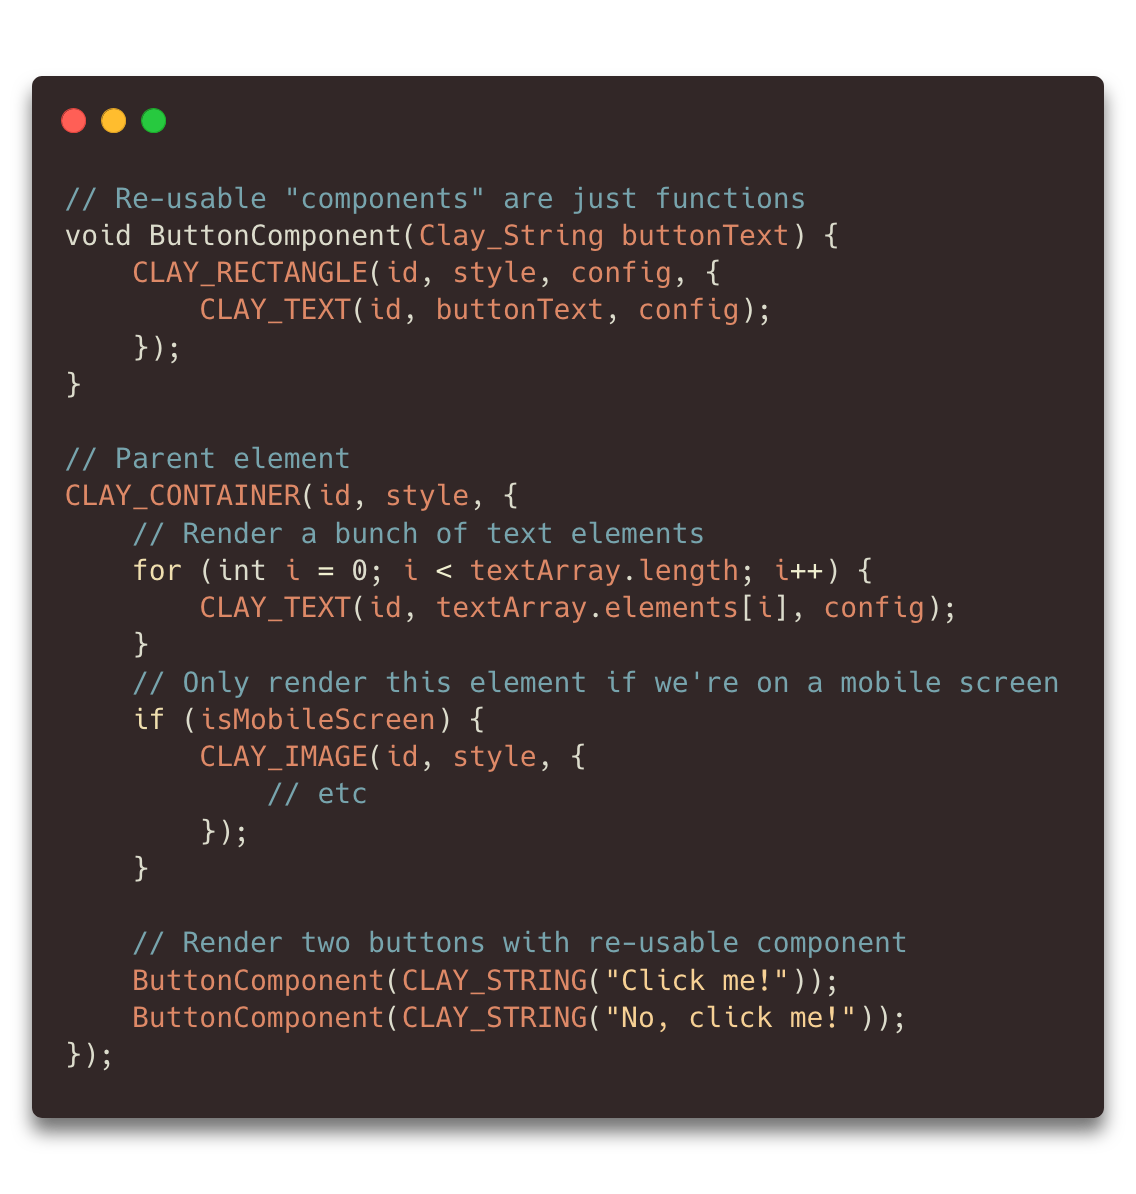 // Re-usable "components" are just functions
void ButtonComponent(Clay_String buttonText) {
    CLAY_RECTANGLE(id, style, config, {
        CLAY_TEXT(id, buttonText, config);
    });
}

// Parent element
CLAY_CONTAINER(id, style, {
    // Render a bunch of text elements
    for (int i = 0; i < textArray.length; i++) {
        CLAY_TEXT(id, textArray.elements[i], config);
    }
    // Only render this element if we're on a mobile screen
    if (isMobileScreen) {
        CLAY_IMAGE(id, style, {
            // etc
        });
    }

    // Render two buttons with re-usable component
    ButtonComponent(CLAY_STRING("Click me!"));
    ButtonComponent(CLAY_STRING("No, click me!"));
});